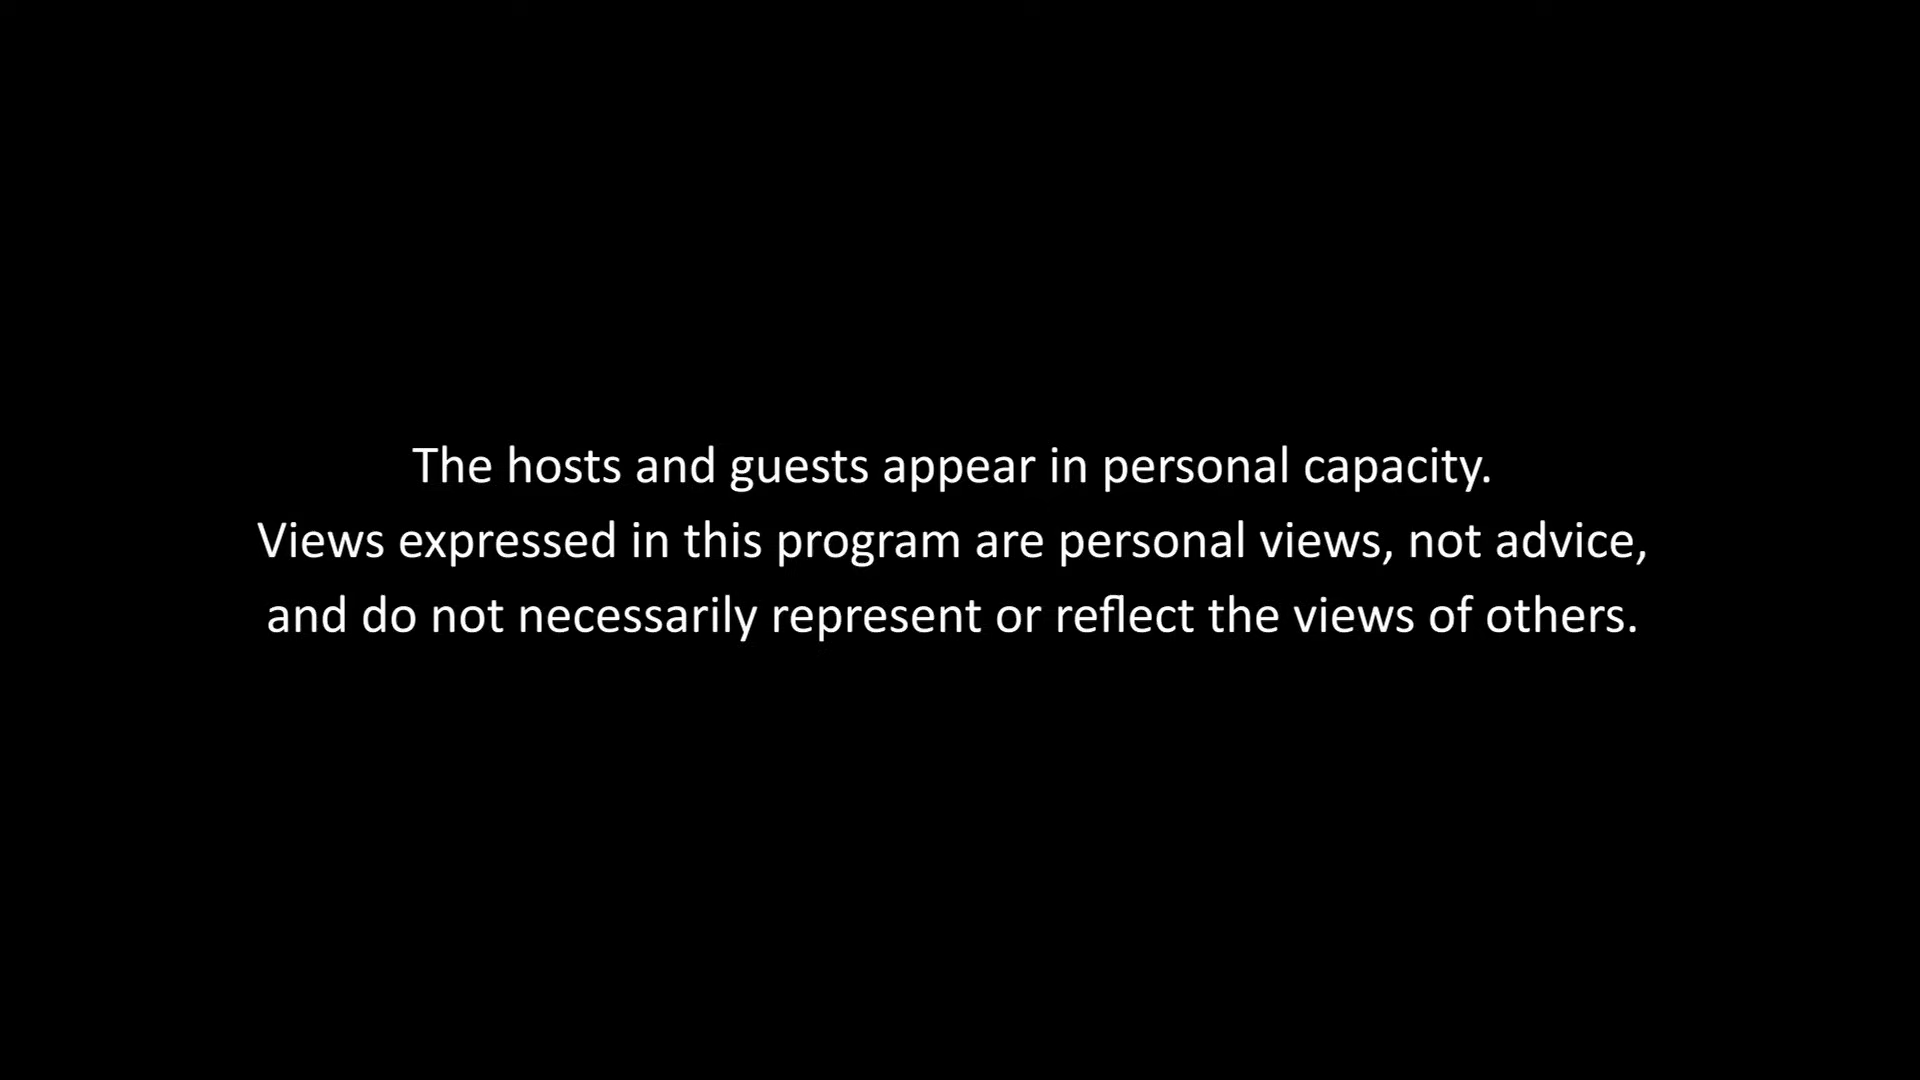 The hosts and guests appear in personal capacity.
Views expressed in this program are personal views, not advice,
and do not necessarily represent or reflect the views of others.